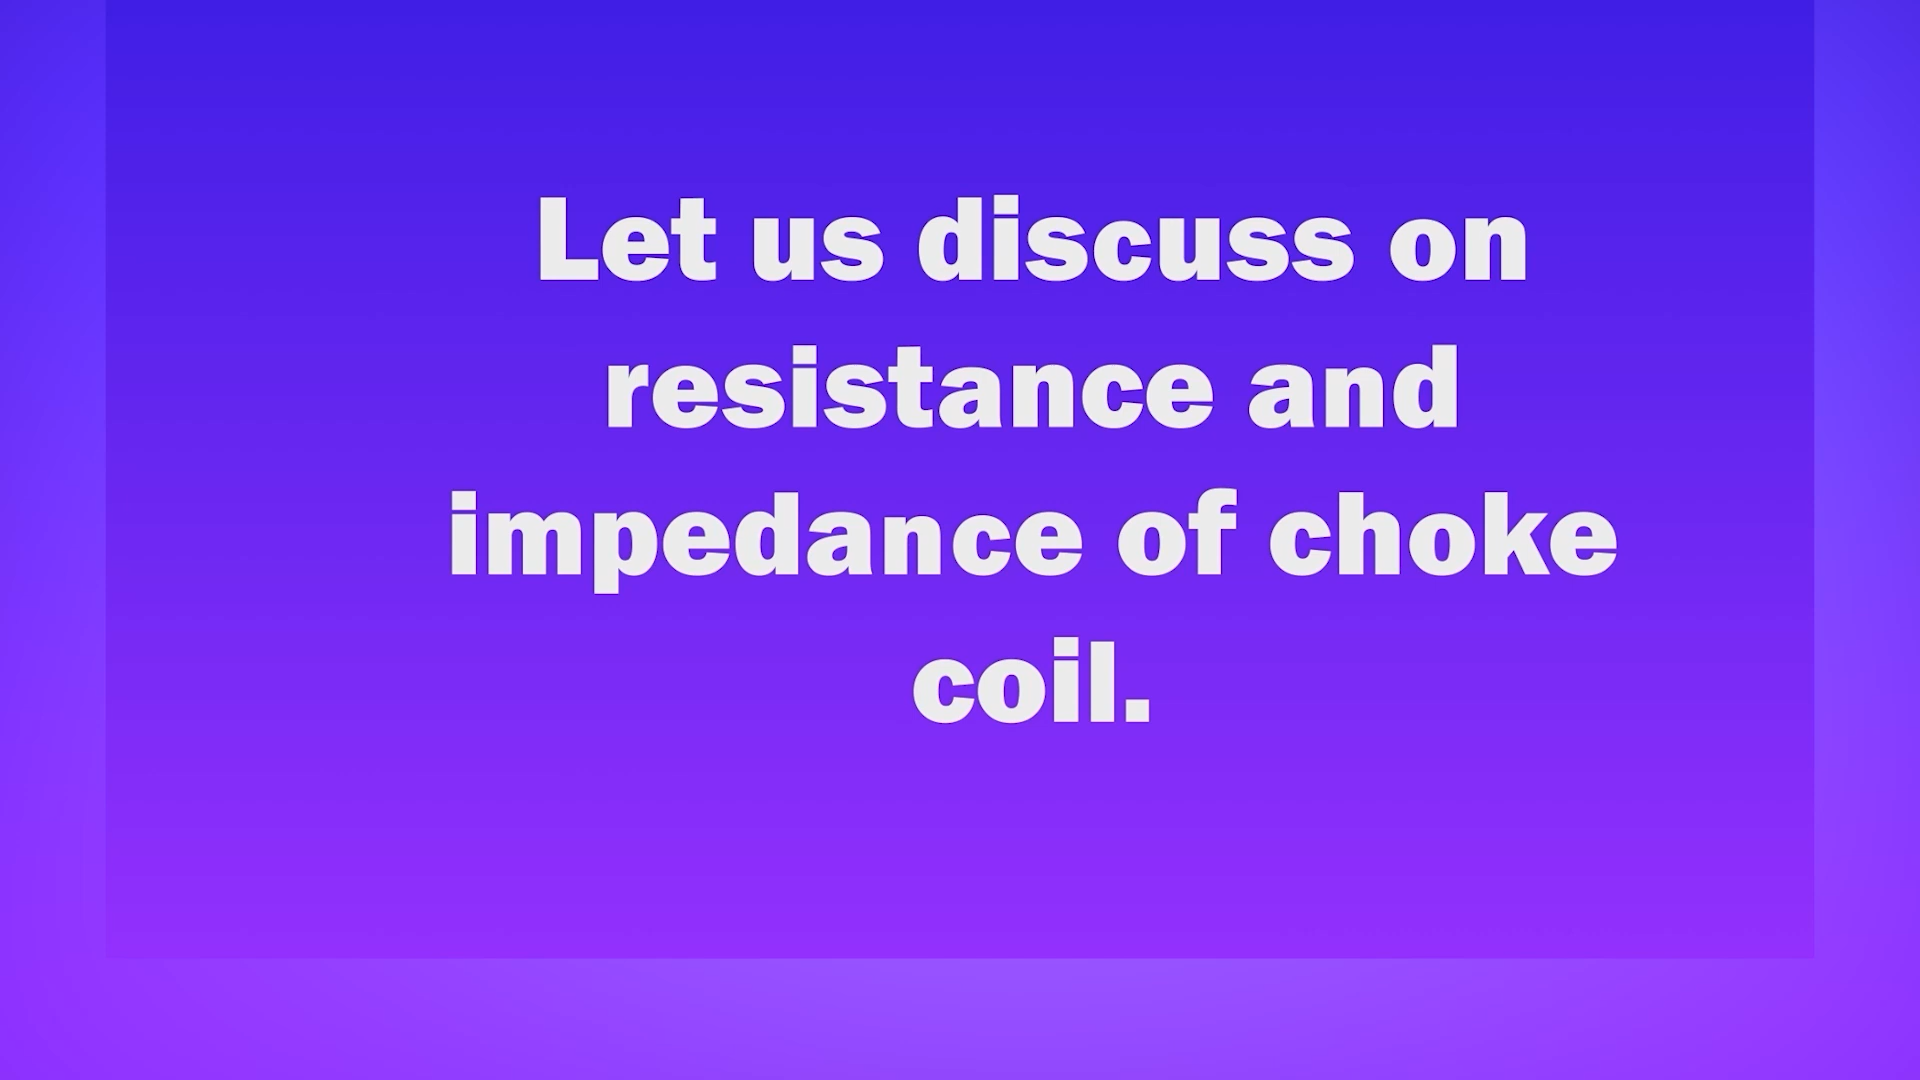 Let us discuss on
resistance and
impedance of choke
coil.